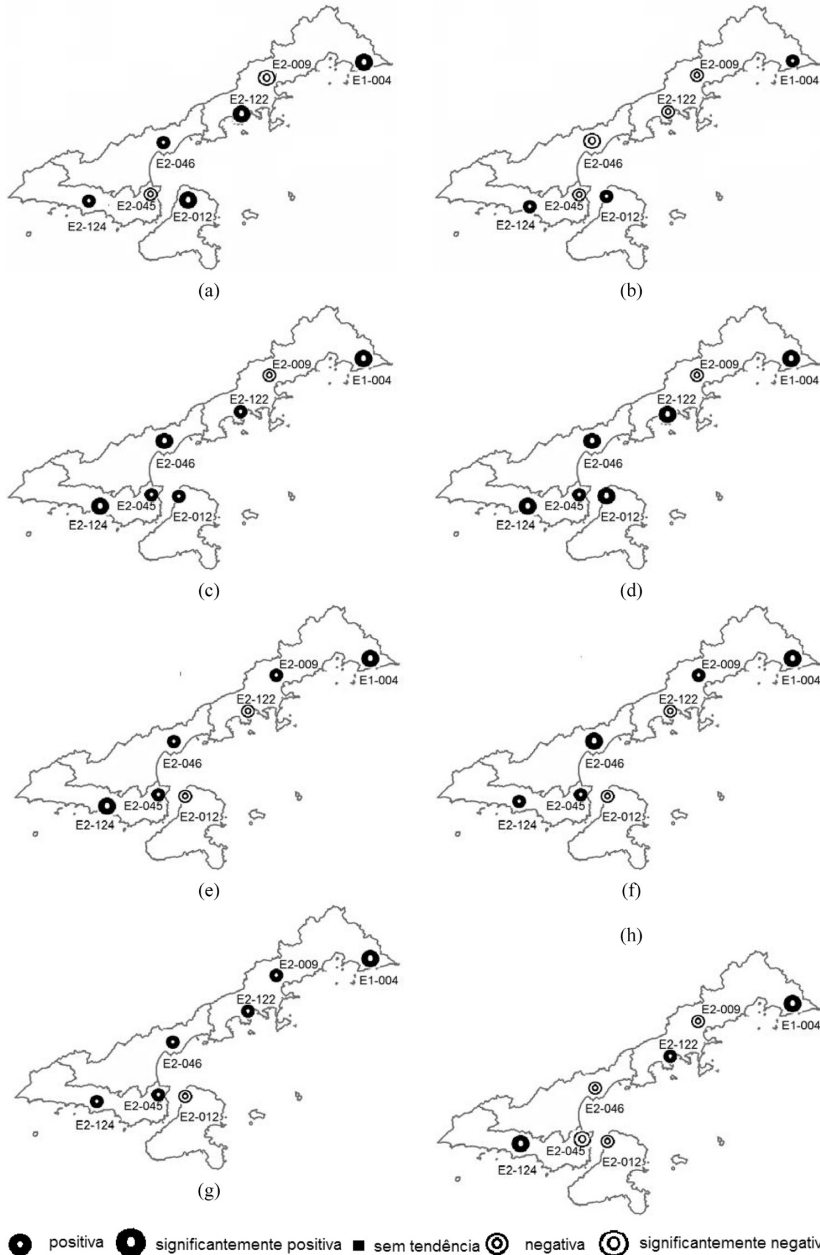 E2-009
E1-004
E2-122
E2-046
E2-045
E2-012
E2-124
(a)
E2-009
E1-004
E2-122
E2-046
E2-045
E2-012
E2-124
(b)
E2-009
E1-004
E2-122
E2-046
E2-045
E2-012
E2-124
(c)
E2-009
E1-004
E2-122
E2-046
E2-045
E2-012
E2-124
(d)
E2-009
E1-004
E2-122
E2-046
E2-045
E2-012
E2-124
(e)
E2-009
E1-004
E2-122
E2-046
E2-045
E2-012
E2-124
(f)
E2-009
E1-004
E2-122
E2-046
E2-045
E2-012
E2-124
(g)
(h)
E2-009
E1-004
E2-122
E2-046
E2-045
E2-012
E2-124
positiva significantemente positiva sem tendência negativa significantemente negativ